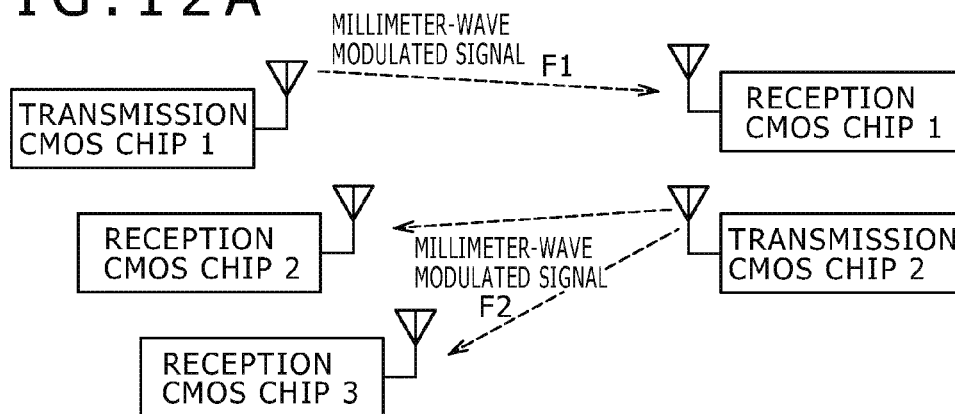 IG.12A
MILLIMETER-WAVE
MODULATED SIGNAL
F1
TRANSMISSION
CMOS CHIP 1
RECEPTION
CMOS CHIP 1
RECEPTION
CMOS CHIP 2
MILLIMETER-WAVE
MODULATED SIGNAL
F2
TRANSMISSION
CMOS CHIP 2
RECEPTION
CMOS CHIP 3